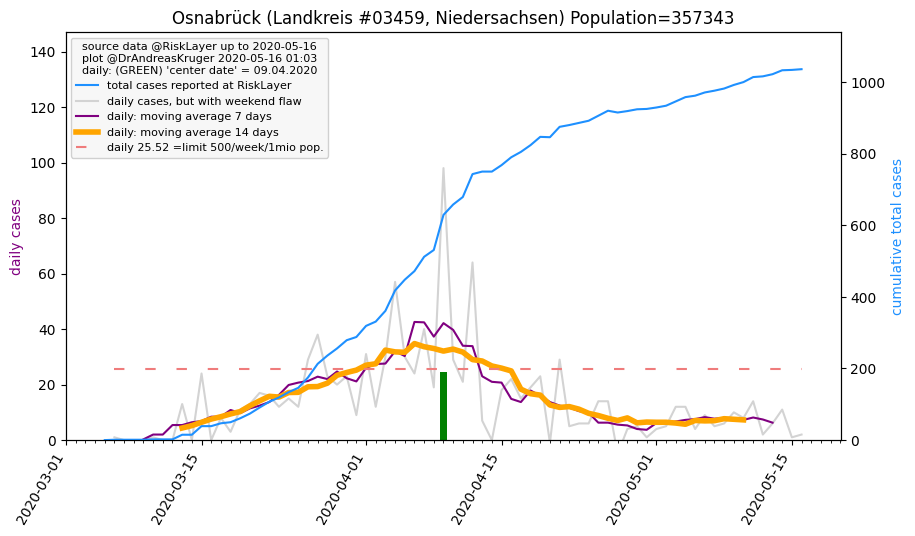 Osnabrück (Landkreis #03459, Niedersachsen) Population=357343
source data @RiskLayer up to 2020-05-16
plot @DrAndreasKruger 2020-05-16 01:03
daily: (GREEN) 'center date' = 09.04.2020
total cases reported at RiskLayer
daily cases, but with weekend flaw
daily: moving average 7 days
daily: moving average 14 days
daily 25.52 =limit 500/week/1mio pop.
daily cases
140
120
100
80
60
40
20
0
cumulative total cases
1000
800
600
400
200
0
2020-03-01
2020-03-15
2020-04-01
2020-04-15
2020-05-01
2020-05-15